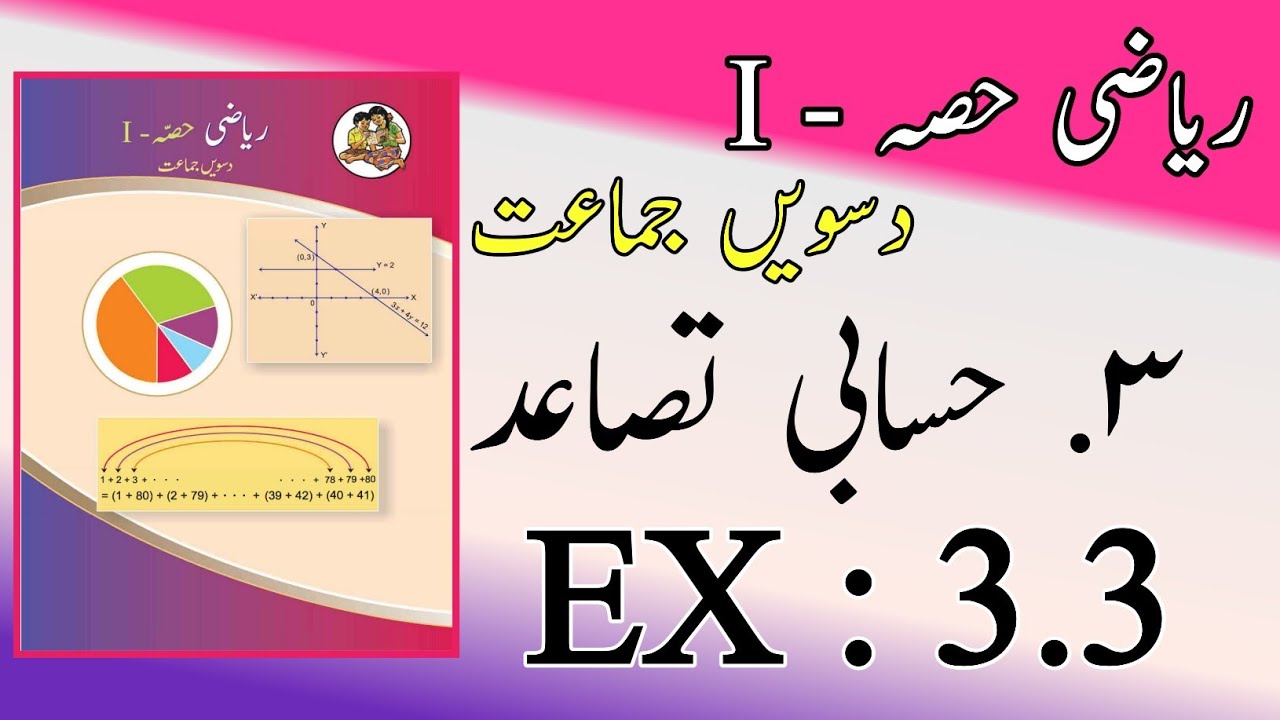 ریاضی حصہ - I
دسویں جماعت
۳. حسابی تصاعد
EX : 3.3
ریاضی حصّہ - I
دسویں جماعت
Y
(0,3)
Y = 2
(4,0)
X'
0
X
3x + 4y = 12
Y'
1 + 2 + 3 + · · · · · · · + 78 + 79 +80
= (1 + 80) + (2 + 79) + · · · + (39 + 42) + (40 + 41)